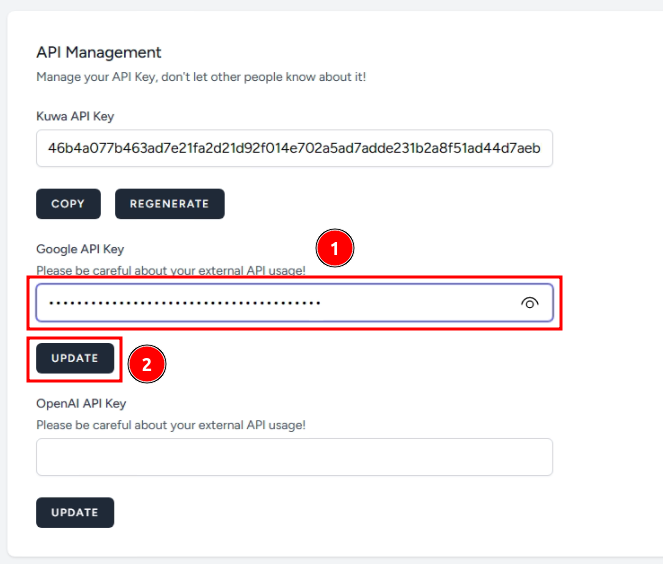 API Management
Manage your API Key, don't let other people know about it!
Kuwa API Key
46b4a077b463ad7e21fa2d21d92f014e702a5ad7adde231b2a8f51ad44d7aeb
COPY REGENERATE
1
Google API Key
Please be careful about your external API usage!
•••••••••••••••••••••••••••••••••••••••
UPDATE
2
OpenAI API Key
Please be careful about your external API usage!
UPDATE